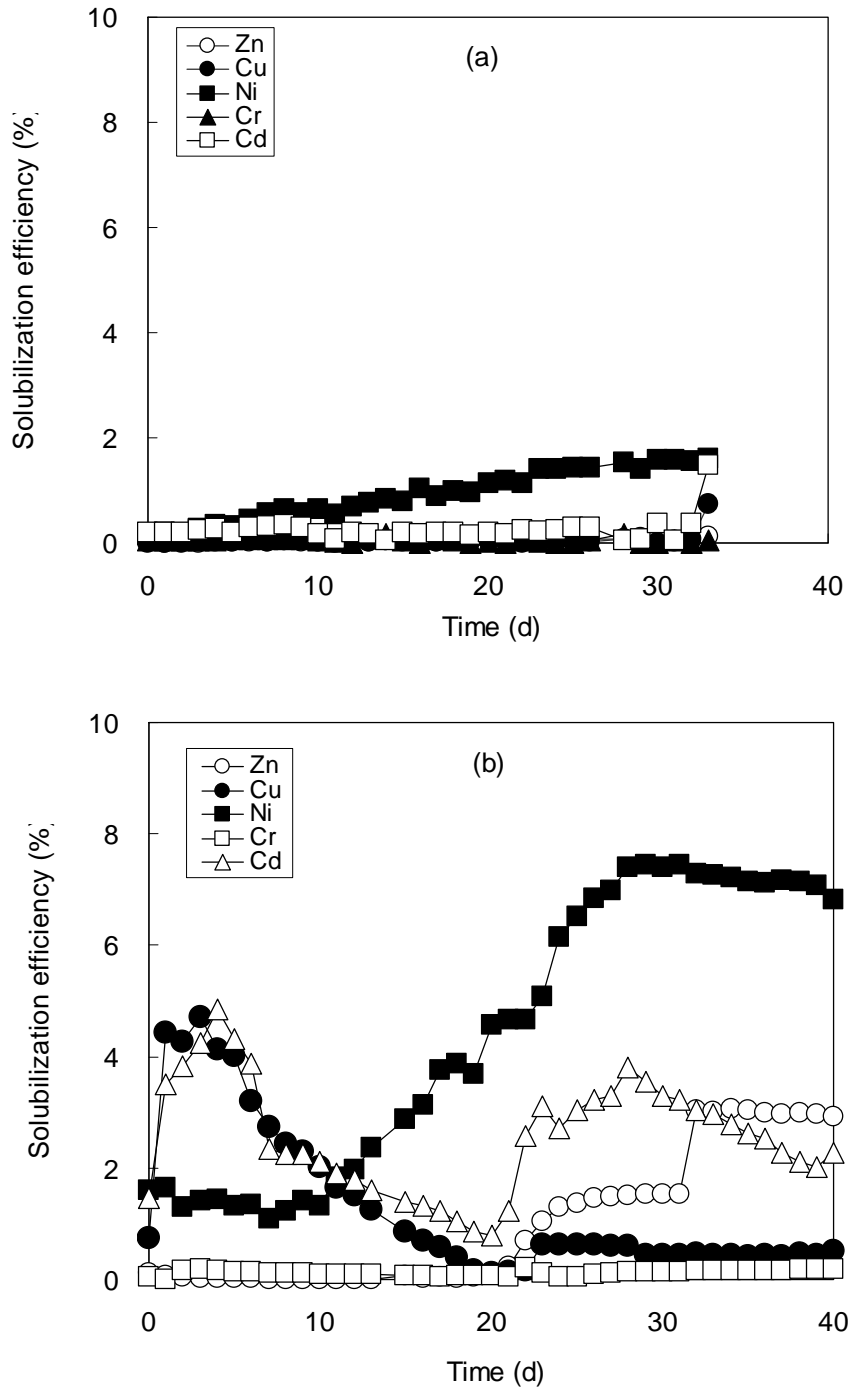 10
8
6
4
2
0
Solubilization efficiency (%)
Zn
Cu
Ni
Cr
Cd
(a)
0 10 20 30 40
Time (d)
10
8
6
4
2
0
Solubilization efficiency (%)
Zn
Cu
Ni
Cr
Cd
(b)
0 10 20 30 40
Time (d)